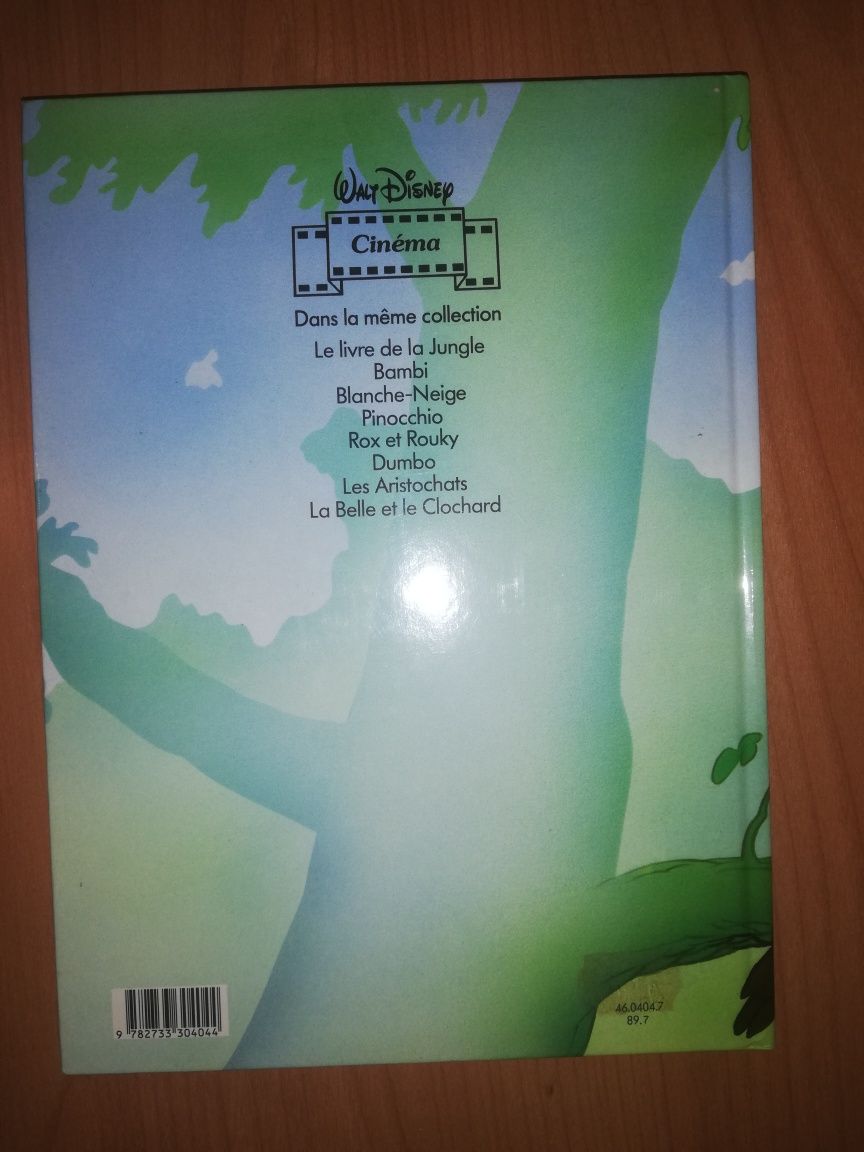 Walt Disney
Cinéma
Dans la même collection
Le livre de la Jungle
Bambi
Blanche-Neige
Pinocchio
Rox et Rouky
Dumbo
Les Aristochats
La Belle et le Clochard
9 782733 304044
46.0404.7
89.7